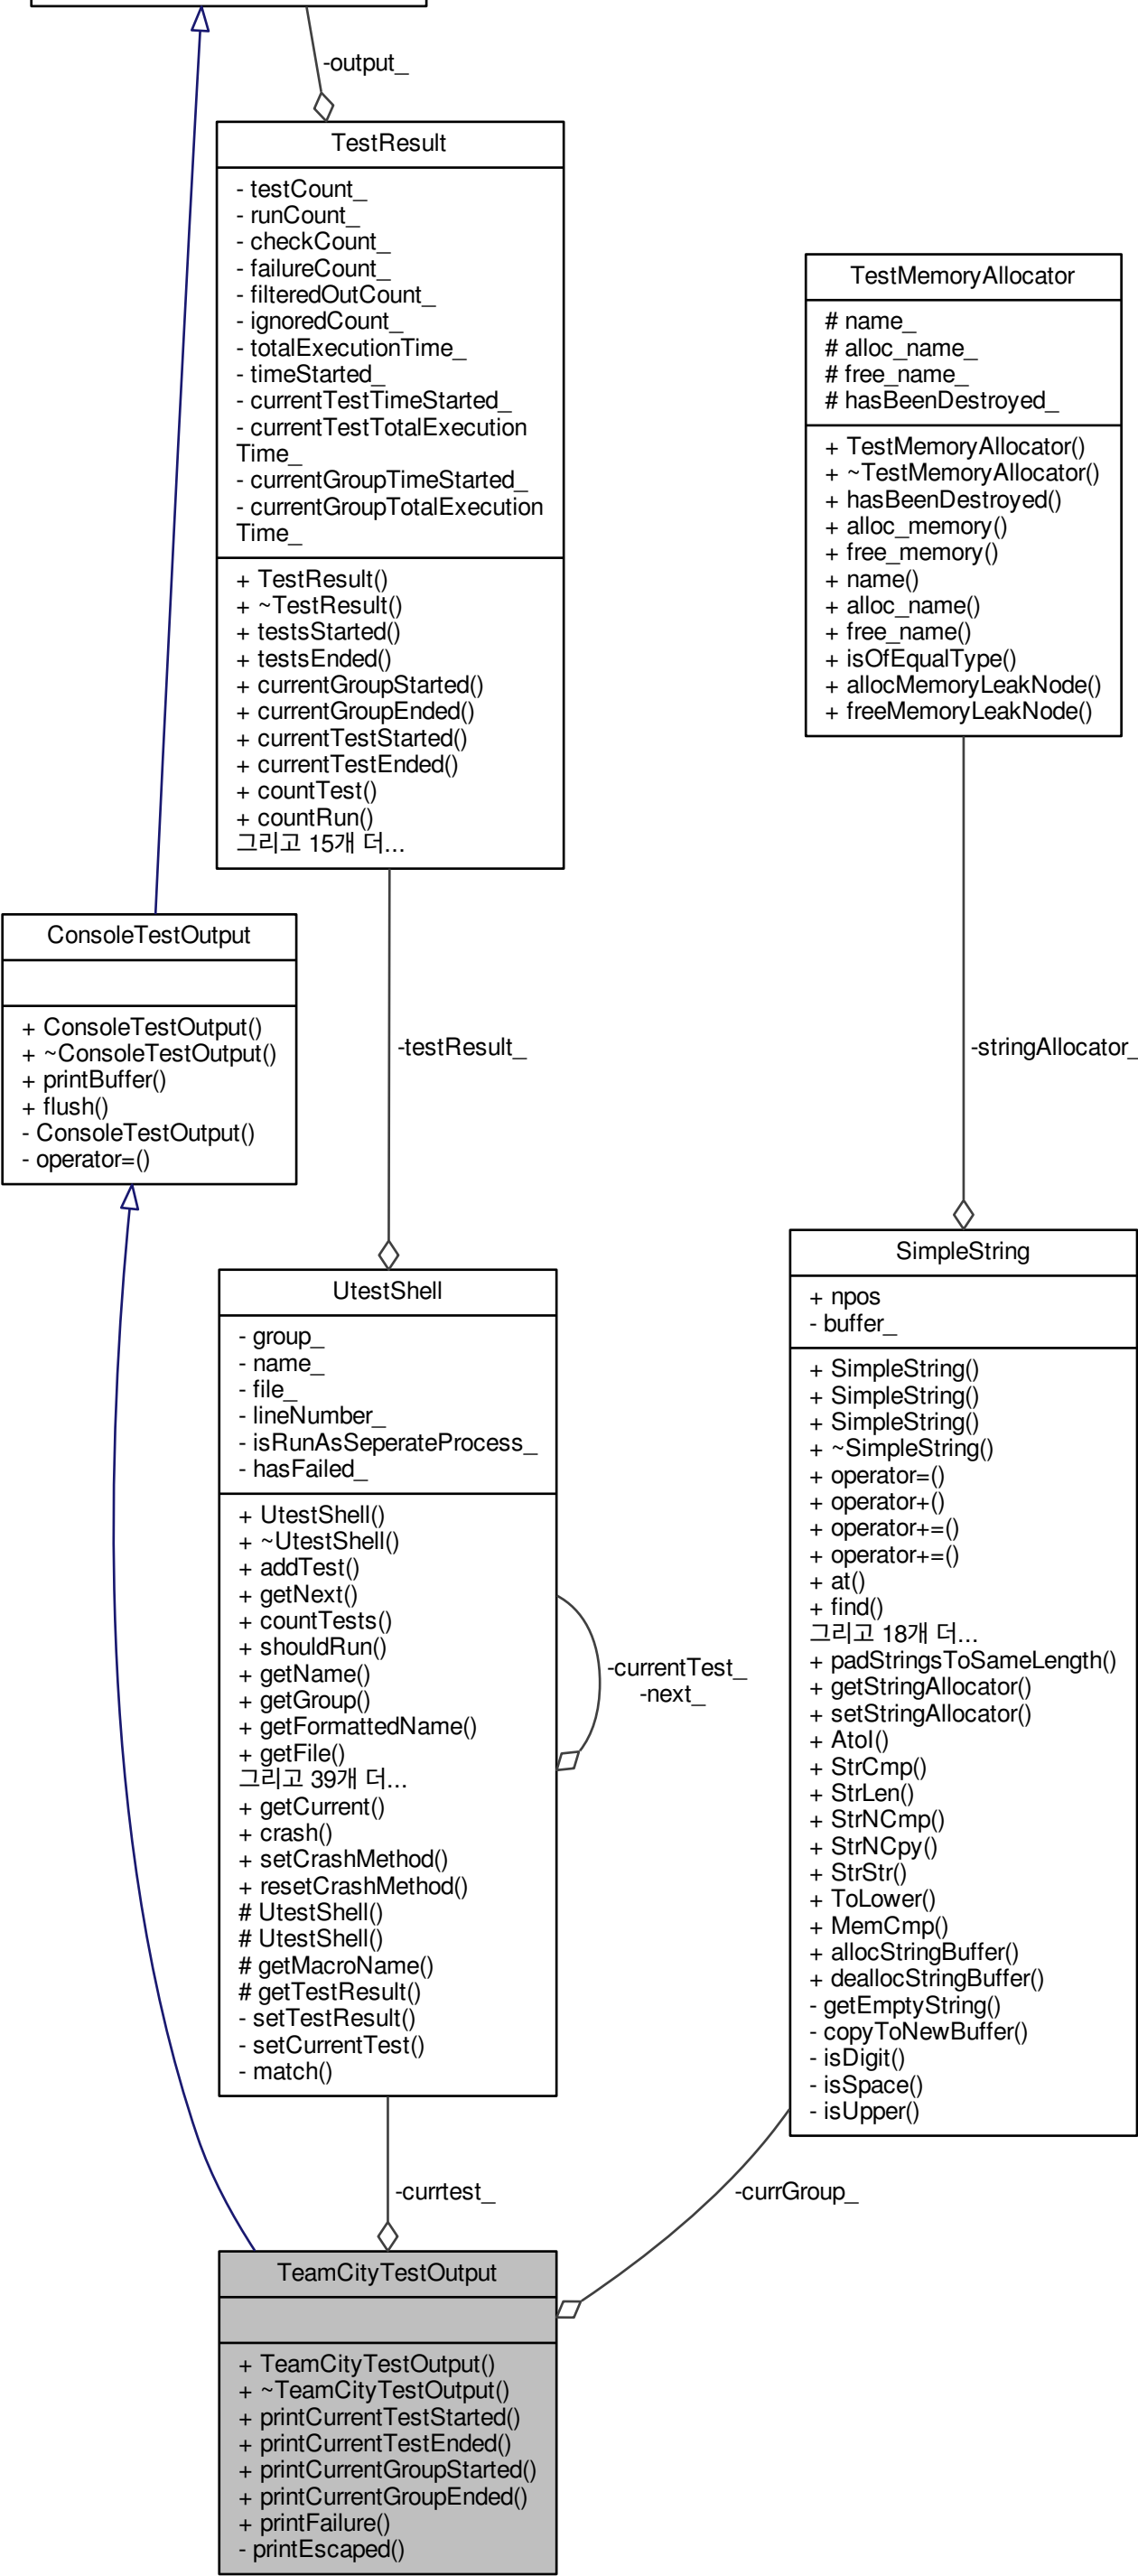 -output_
TestResult
- testCount_
- runCount_
- checkCount_
- failureCount_
- filteredOutCount_
- ignoredCount_
- totalExecutionTime_
- timeStarted_
- currentTestTimeStarted_
- currentTestTotalExecution
Time_
- currentGroupTimeStarted_
- currentGroupTotalExecution
Time_
+ TestResult()
+ ~TestResult()
+ testsStarted()
+ testsEnded()
+ currentGroupStarted()
+ currentGroupEnded()
+ currentTestStarted()
+ currentTestEnded()
+ countTest()
+ countRun()
그리고 15개 더...
TestMemoryAllocator
# name_
# alloc_name_
# free_name_
# hasBeenDestroyed_
+ TestMemoryAllocator()
+ ~TestMemoryAllocator()
+ hasBeenDestroyed()
+ alloc_memory()
+ free_memory()
+ name()
+ alloc_name()
+ free_name()
+ isOfEqualType()
+ allocMemoryLeakNode()
+ freeMemoryLeakNode()
ConsoleTestOutput
+ ConsoleTestOutput()
+ ~ConsoleTestOutput()
+ printBuffer()
+ flush()
- ConsoleTestOutput()
- operator=()
-testResult_
-stringAllocator_
UtestShell
- group_
- name_
- file_
- lineNumber_
- isRunAsSeperateProcess_
- hasFailed_
+ UtestShell()
+ ~UtestShell()
+ addTest()
+ getNext()
+ countTests()
+ shouldRun()
+ getName()
+ getGroup()
+ getFormattedName()
+ getFile()
그리고 39개 더...
+ getCurrent()
+ crash()
+ setCrashMethod()
+ resetCrashMethod()
# UtestShell()
# UtestShell()
# getMacroName()
# getTestResult()
- setTestResult()
- setCurrentTest()
- match()
-currentTest_
-next_
SimpleString
+ npos
- buffer_
+ SimpleString()
+ SimpleString()
+ SimpleString()
+ ~SimpleString()
+ operator=()
+ operator+()
+ operator+=()
+ operator+=()
+ at()
+ find()
그리고 18개 더...
+ padStringsToSameLength()
+ getStringAllocator()
+ setStringAllocator()
+ AtoI()
+ StrCmp()
+ StrLen()
+ StrNCmp()
+ StrNCpy()
+ StrStr()
+ ToLower()
+ MemCmp()
+ allocStringBuffer()
+ deallocStringBuffer()
- getEmptyString()
- copyToNewBuffer()
- isDigit()
- isSpace()
- isUpper()
-currtest_
-currGroup_
TeamCityTestOutput
+ TeamCityTestOutput()
+ ~TeamCityTestOutput()
+ printCurrentTestStarted()
+ printCurrentTestEnded()
+ printCurrentGroupStarted()
+ printCurrentGroupEnded()
+ printFailure()
- printEscaped()